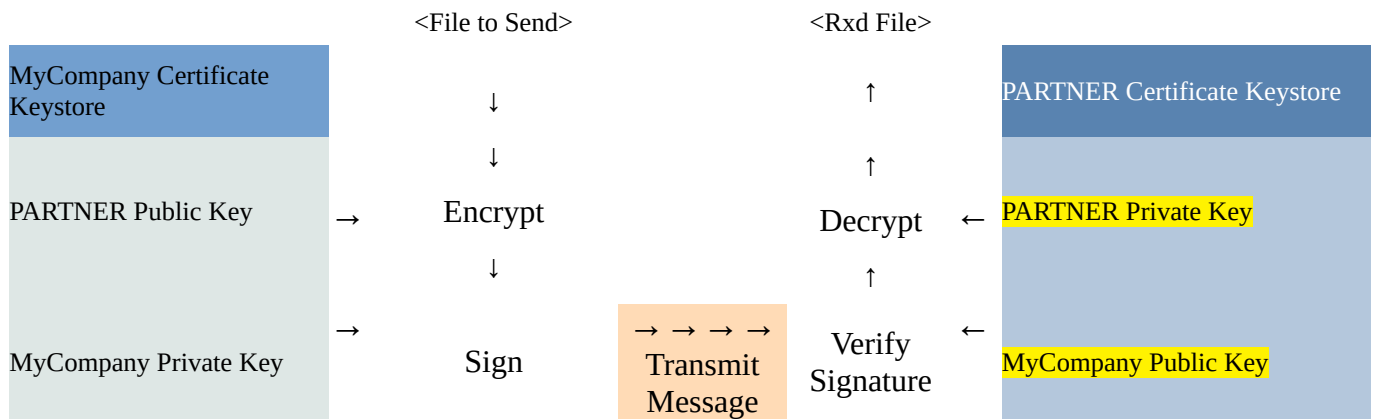 <File to Send>
<Rxd File>
MyCompany Certificate
Keystore
↓
↑
PARTNER Certificate Keystore
↓
↑
PARTNER Public Key
→
Encrypt
Decrypt
←
PARTNER Private Key
↓
↑
→
→ → → →
←
MyCompany Private Key
Sign
Transmit
Message
Verify
Signature
MyCompany Public Key